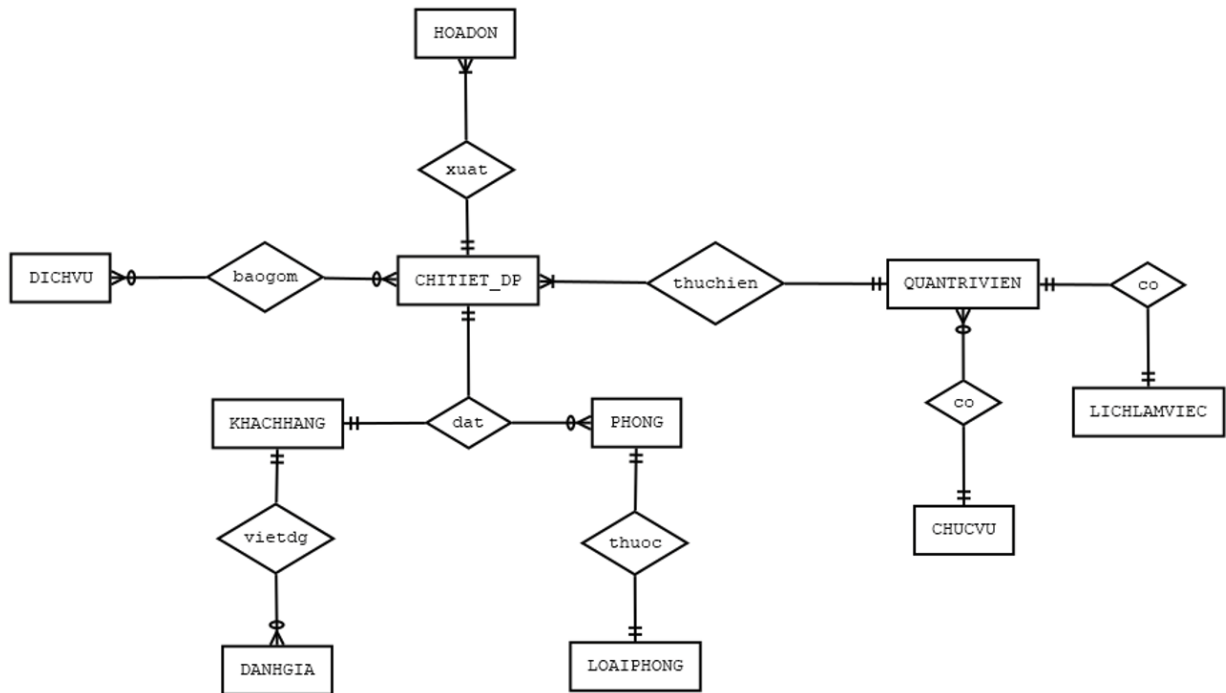 HOADON
xuat
DICHVU
baogom
CHITIET_DP
thuchien
QUANTRIVIEN
co
KHACHHANG
dat
PHONG
co
LICHLAMVIEC
vietdg
thuoc
CHUCVU
DANHGIA
LOAIPHONG